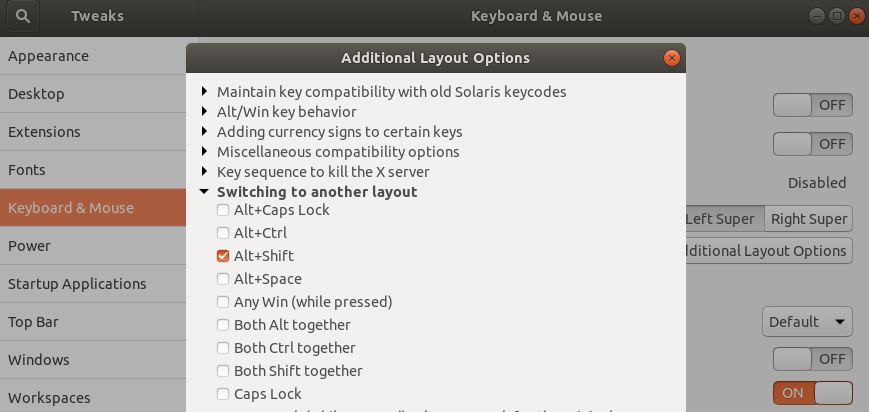 Tweaks
Keyboard & Mouse
Appearance
Desktop
Extensions
Fonts
Keyboard & Mouse
Power
Startup Applications
Top Bar
Windows
Workspaces
Additional Layout Options
Maintain key compatibility with old Solaris keycodes
Alt/Win key behavior
Adding currency signs to certain keys
Miscellaneous compatibility options
Key sequence to kill the X server
Switching to another layout
Alt+Caps Lock
Alt+Ctrl
Alt+Shift
Alt+Space
Any Win (while pressed)
Both Alt together
Both Ctrl together
Both Shift together
Caps Lock
OFF
OFF
Disabled
Left Super Right Super
dditional Layout Options
Default
OFF
ON